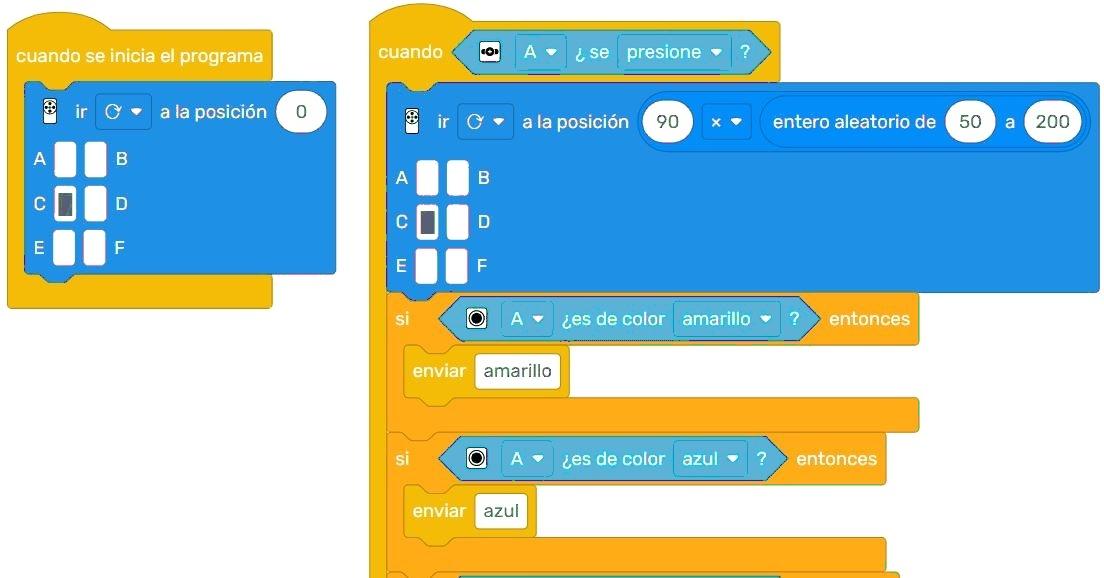 cuando se inicia el programa
ir a la posición 0
A B
C D
E F
cuando A ¿ se presione ?
ir a la posición 90 × entero aleatorio de 50 a 200
A B
C D
E F
si A ¿es de color amarillo ? entonces
enviar amarillo
si A ¿es de color azul ? entonces
enviar azul